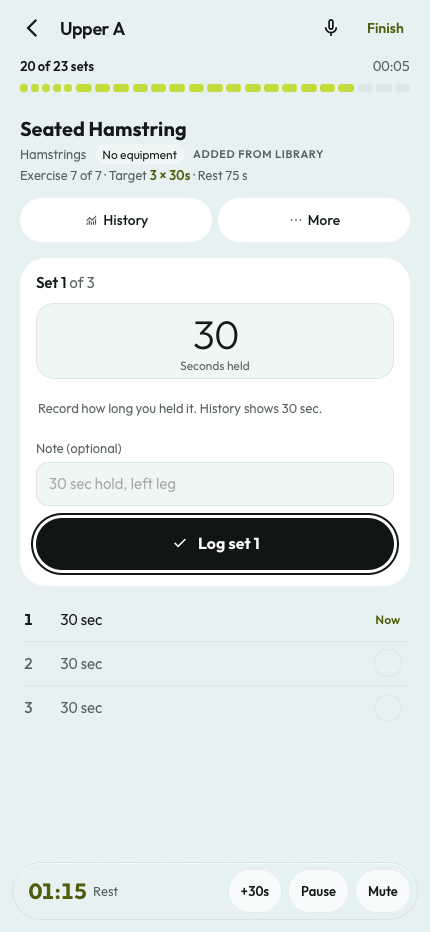 Upper A
Finish
20 of 23 sets
00:05
Seated Hamstring
Hamstrings No equipment ADDED FROM LIBRARY
Exercise 7 of 7 · Target 3 × 30s · Rest 75 s
History
··· More
Set 1 of 3
30
Seconds held
Record how long you held it. History shows 30 sec.
Note (optional)
30 sec hold, left leg
Log set 1
1 30 sec Now
2 30 sec
3 30 sec
01:15 Rest
+30s
Pause
Mute